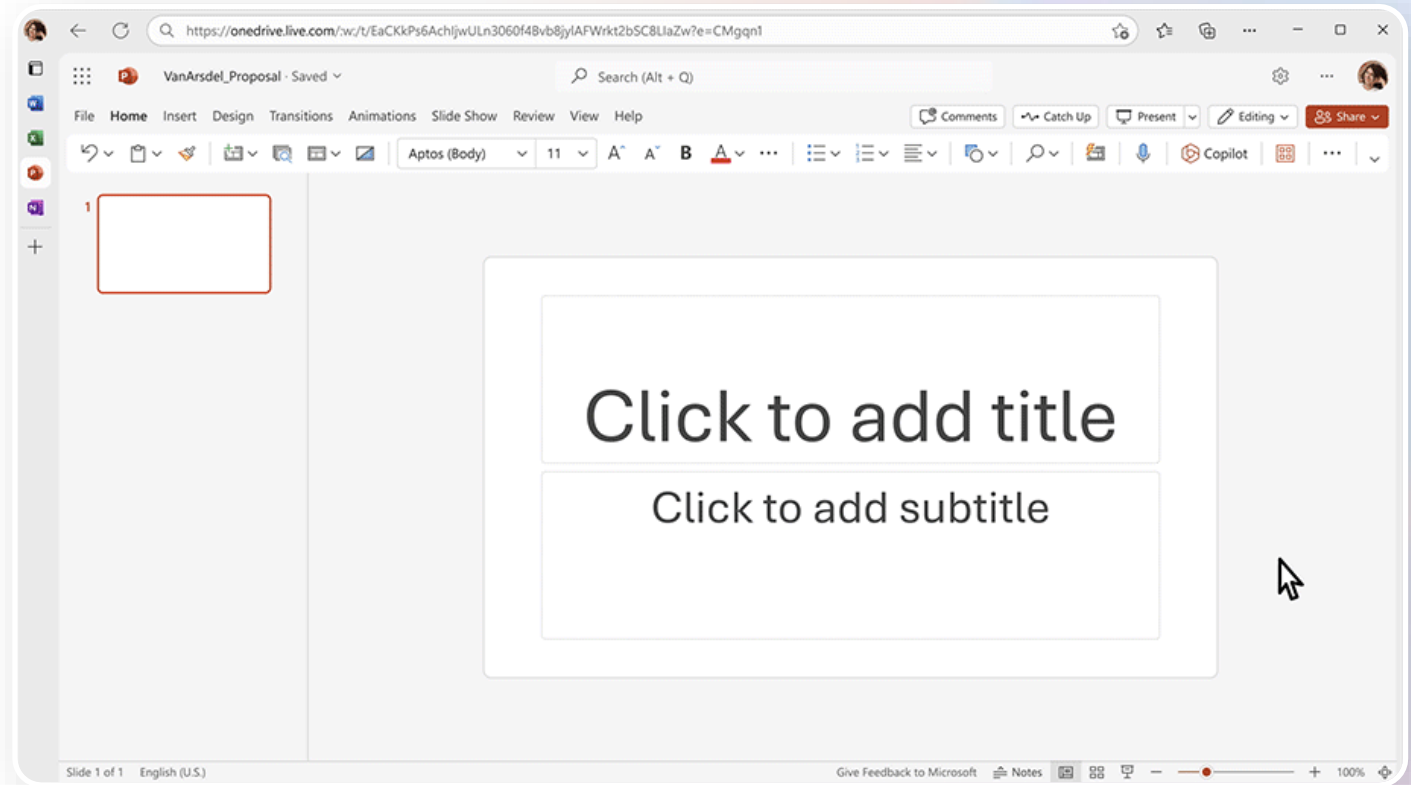 https://onedrive.live.com/:w:/t/EaCKkPs6AchIjwULn3060f4Bvb8jylAFWrkt2bSC8LIaZw?e=CMgqn1
VanArsdel_Proposal · Saved
Search (Alt + Q)
File Home Insert Design Transitions Animations Slide Show Review View Help
Comments Catch Up Present Editing Share
Aptos (Body) 11 A A B A Copilot
1
Click to add title
Click to add subtitle
Slide 1 of 1 English (U.S.) Give Feedback to Microsoft Notes 100%